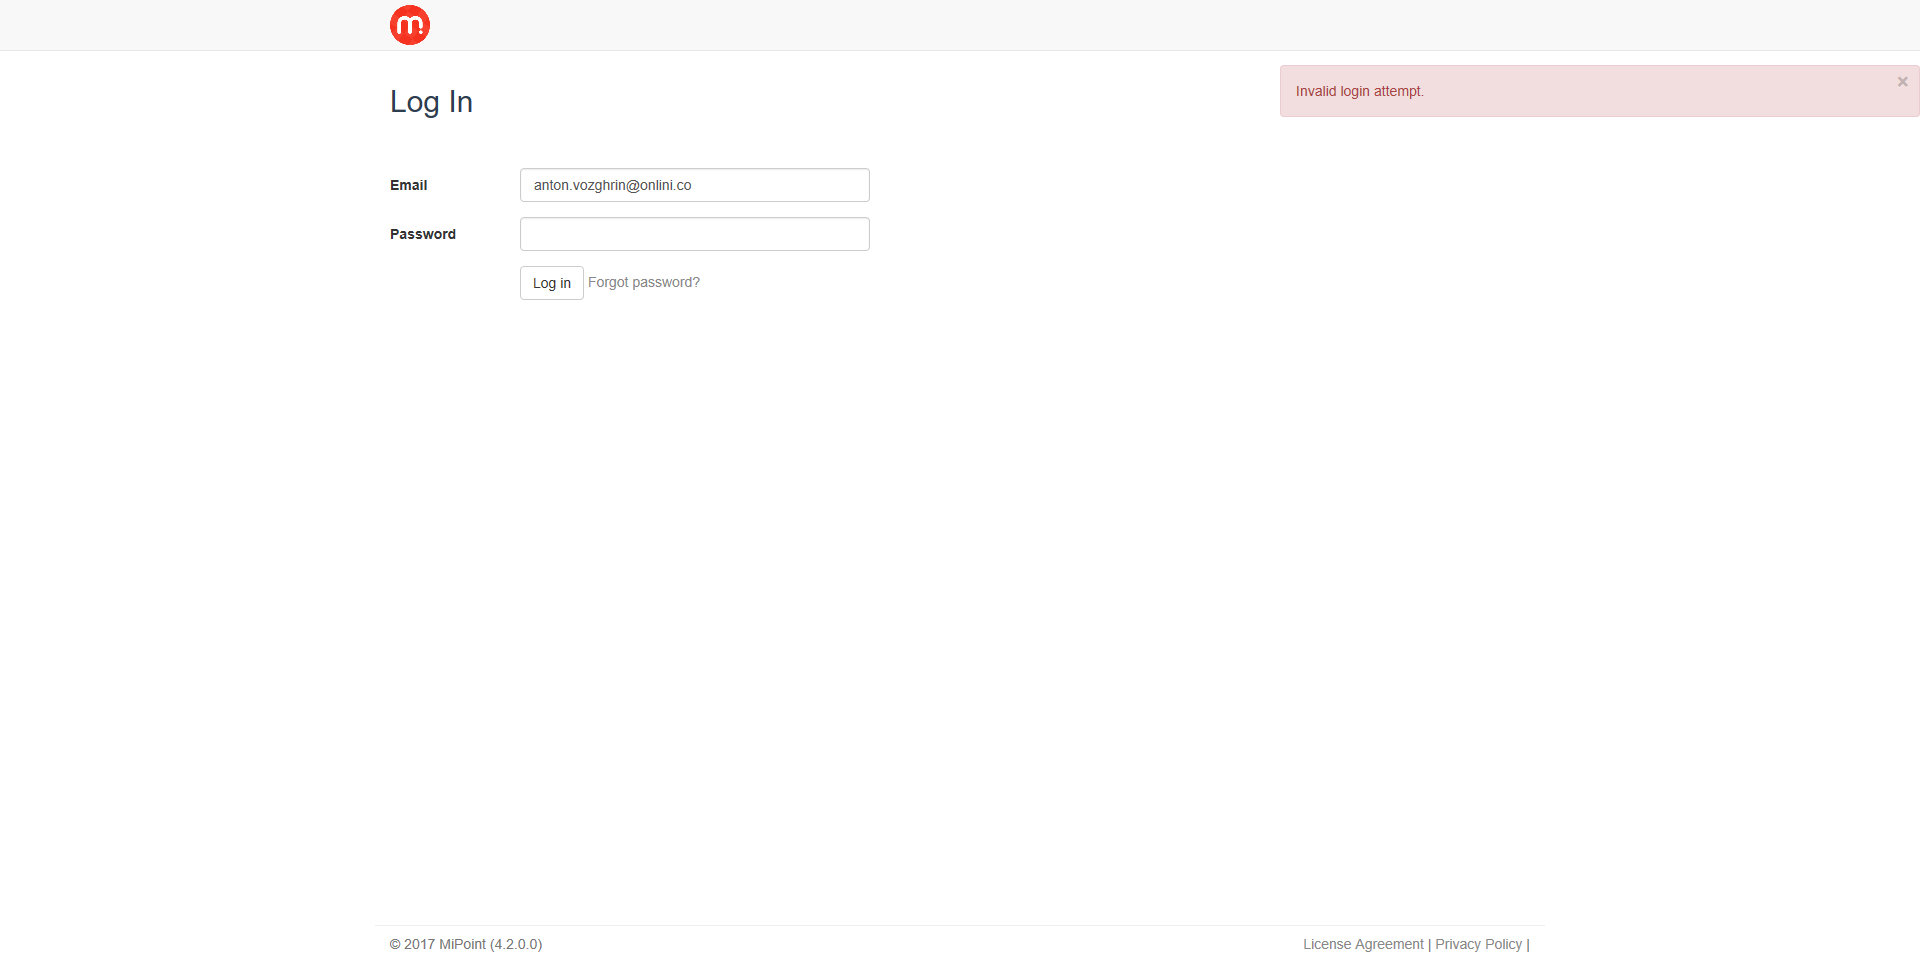 m.
Log In
Invalid login attempt.
×
Email
anton.vozghrin@onlini.co
Password
Log in Forgot password?
© 2017 MiPoint (4.2.0.0)
License Agreement | Privacy Policy |